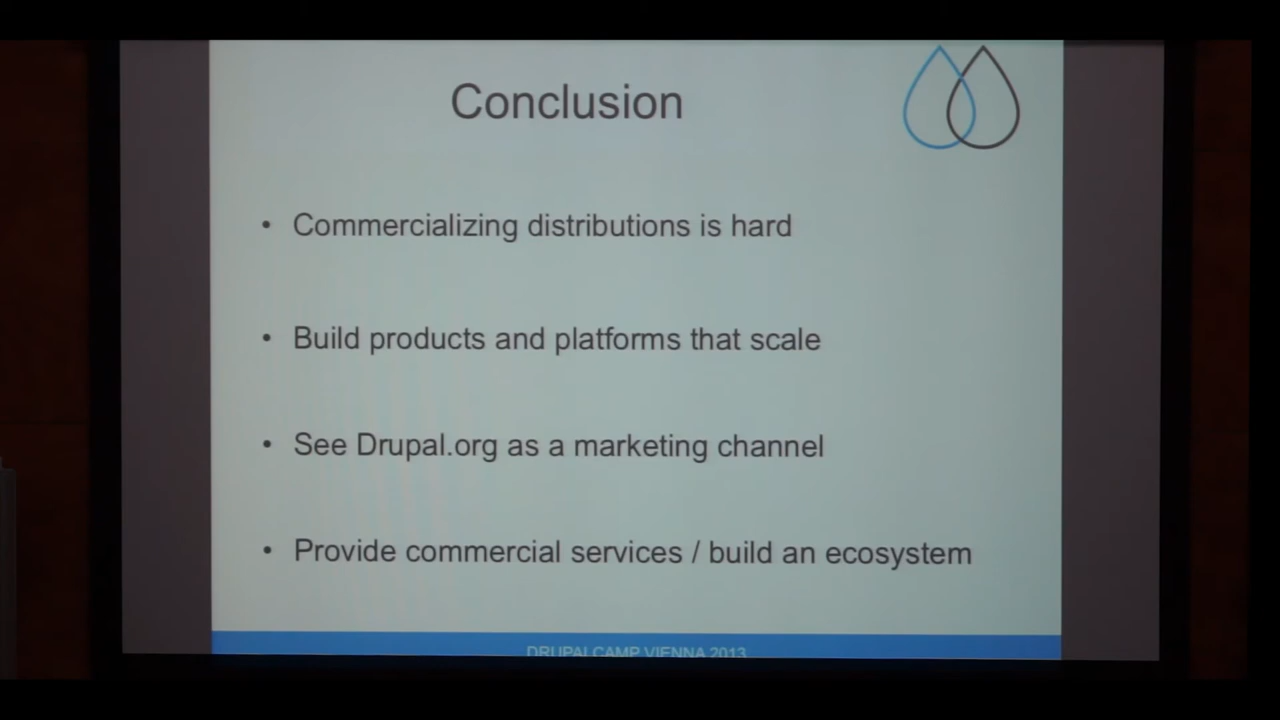 Conclusion
• Commercializing distributions is hard
• Build products and platforms that scale
• See Drupal.org as a marketing channel
• Provide commercial services / build an ecosystem
DRUPALCAMP VIENNA 2013